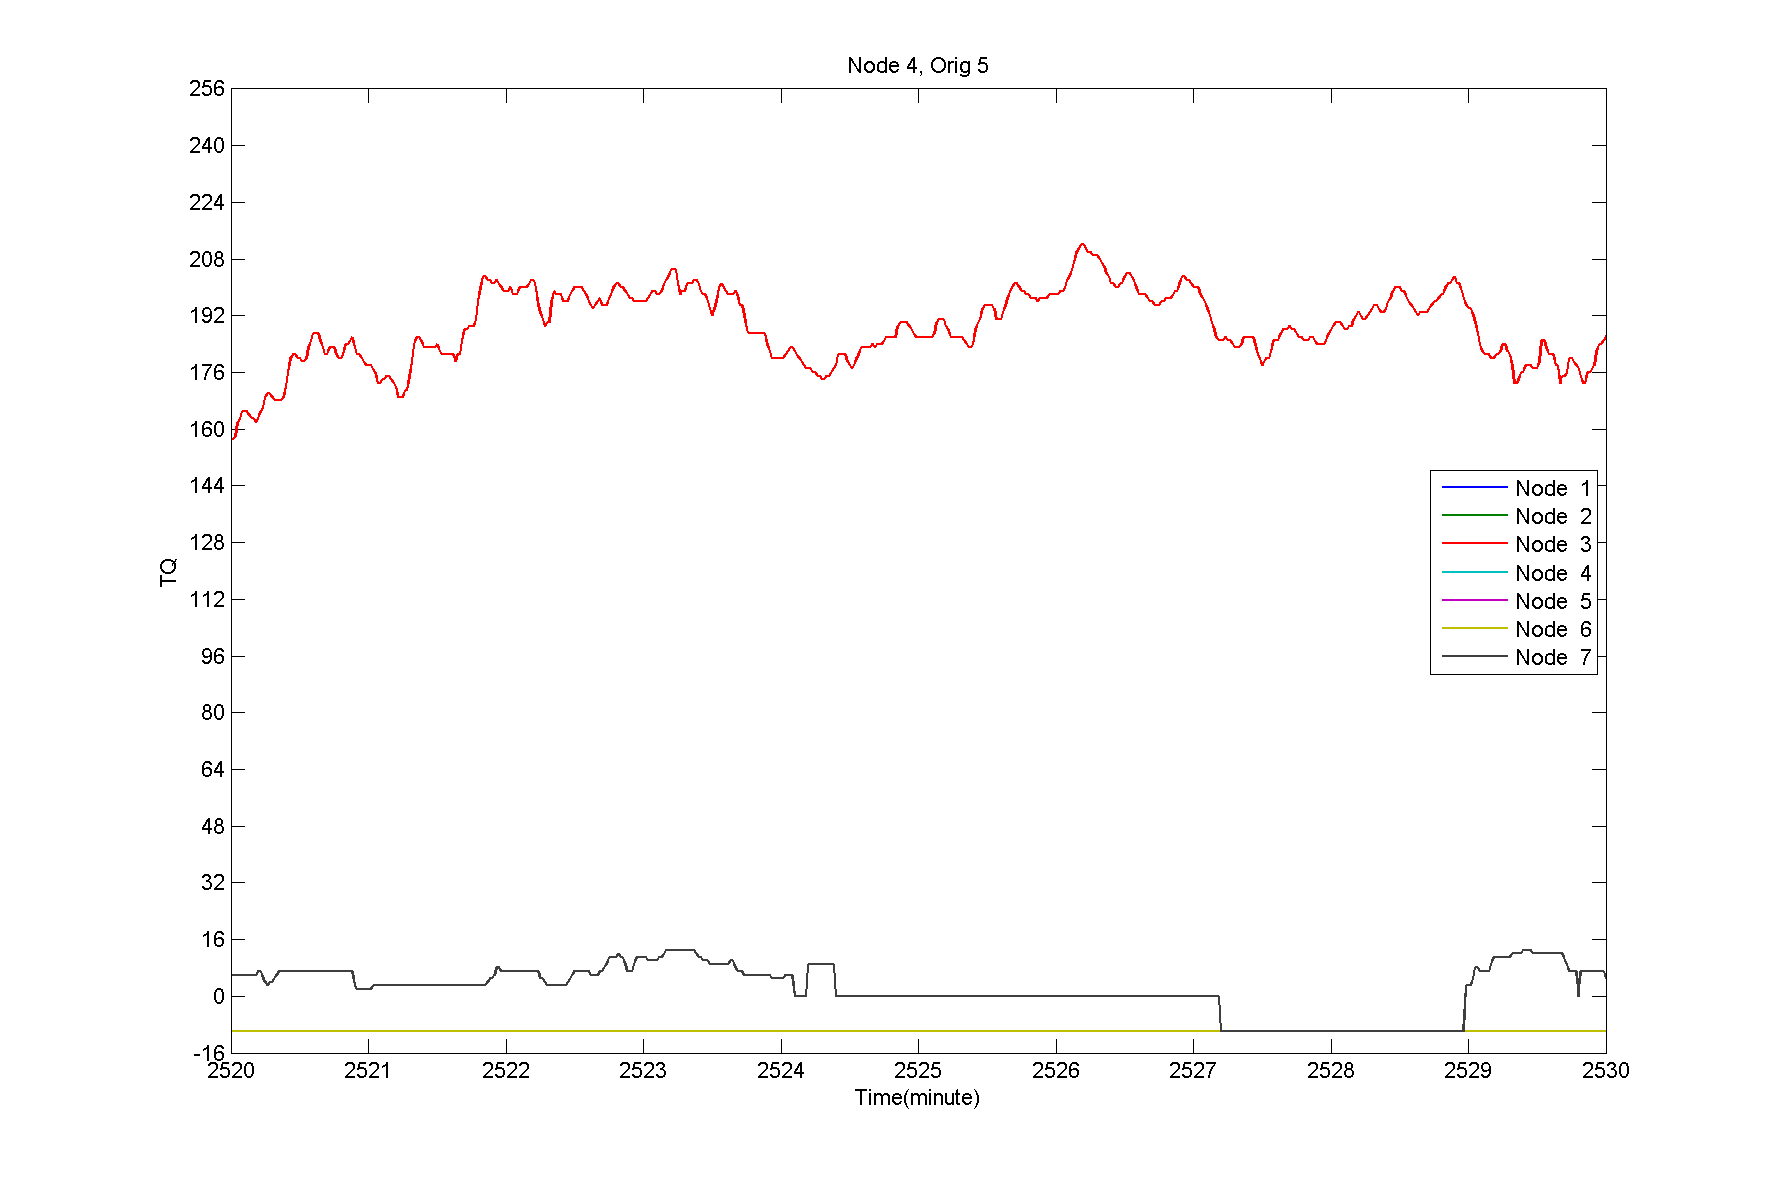 Node 4, Orig 5
256
240
224
208
192
176
160
144
128
112
96
80
64
48
32
16
0
-16
TQ
Node 1
Node 2
Node 3
Node 4
Node 5
Node 6
Node 7
2520 2521 2522 2523 2524 2525 2526 2527 2528 2529 2530
Time(minute)